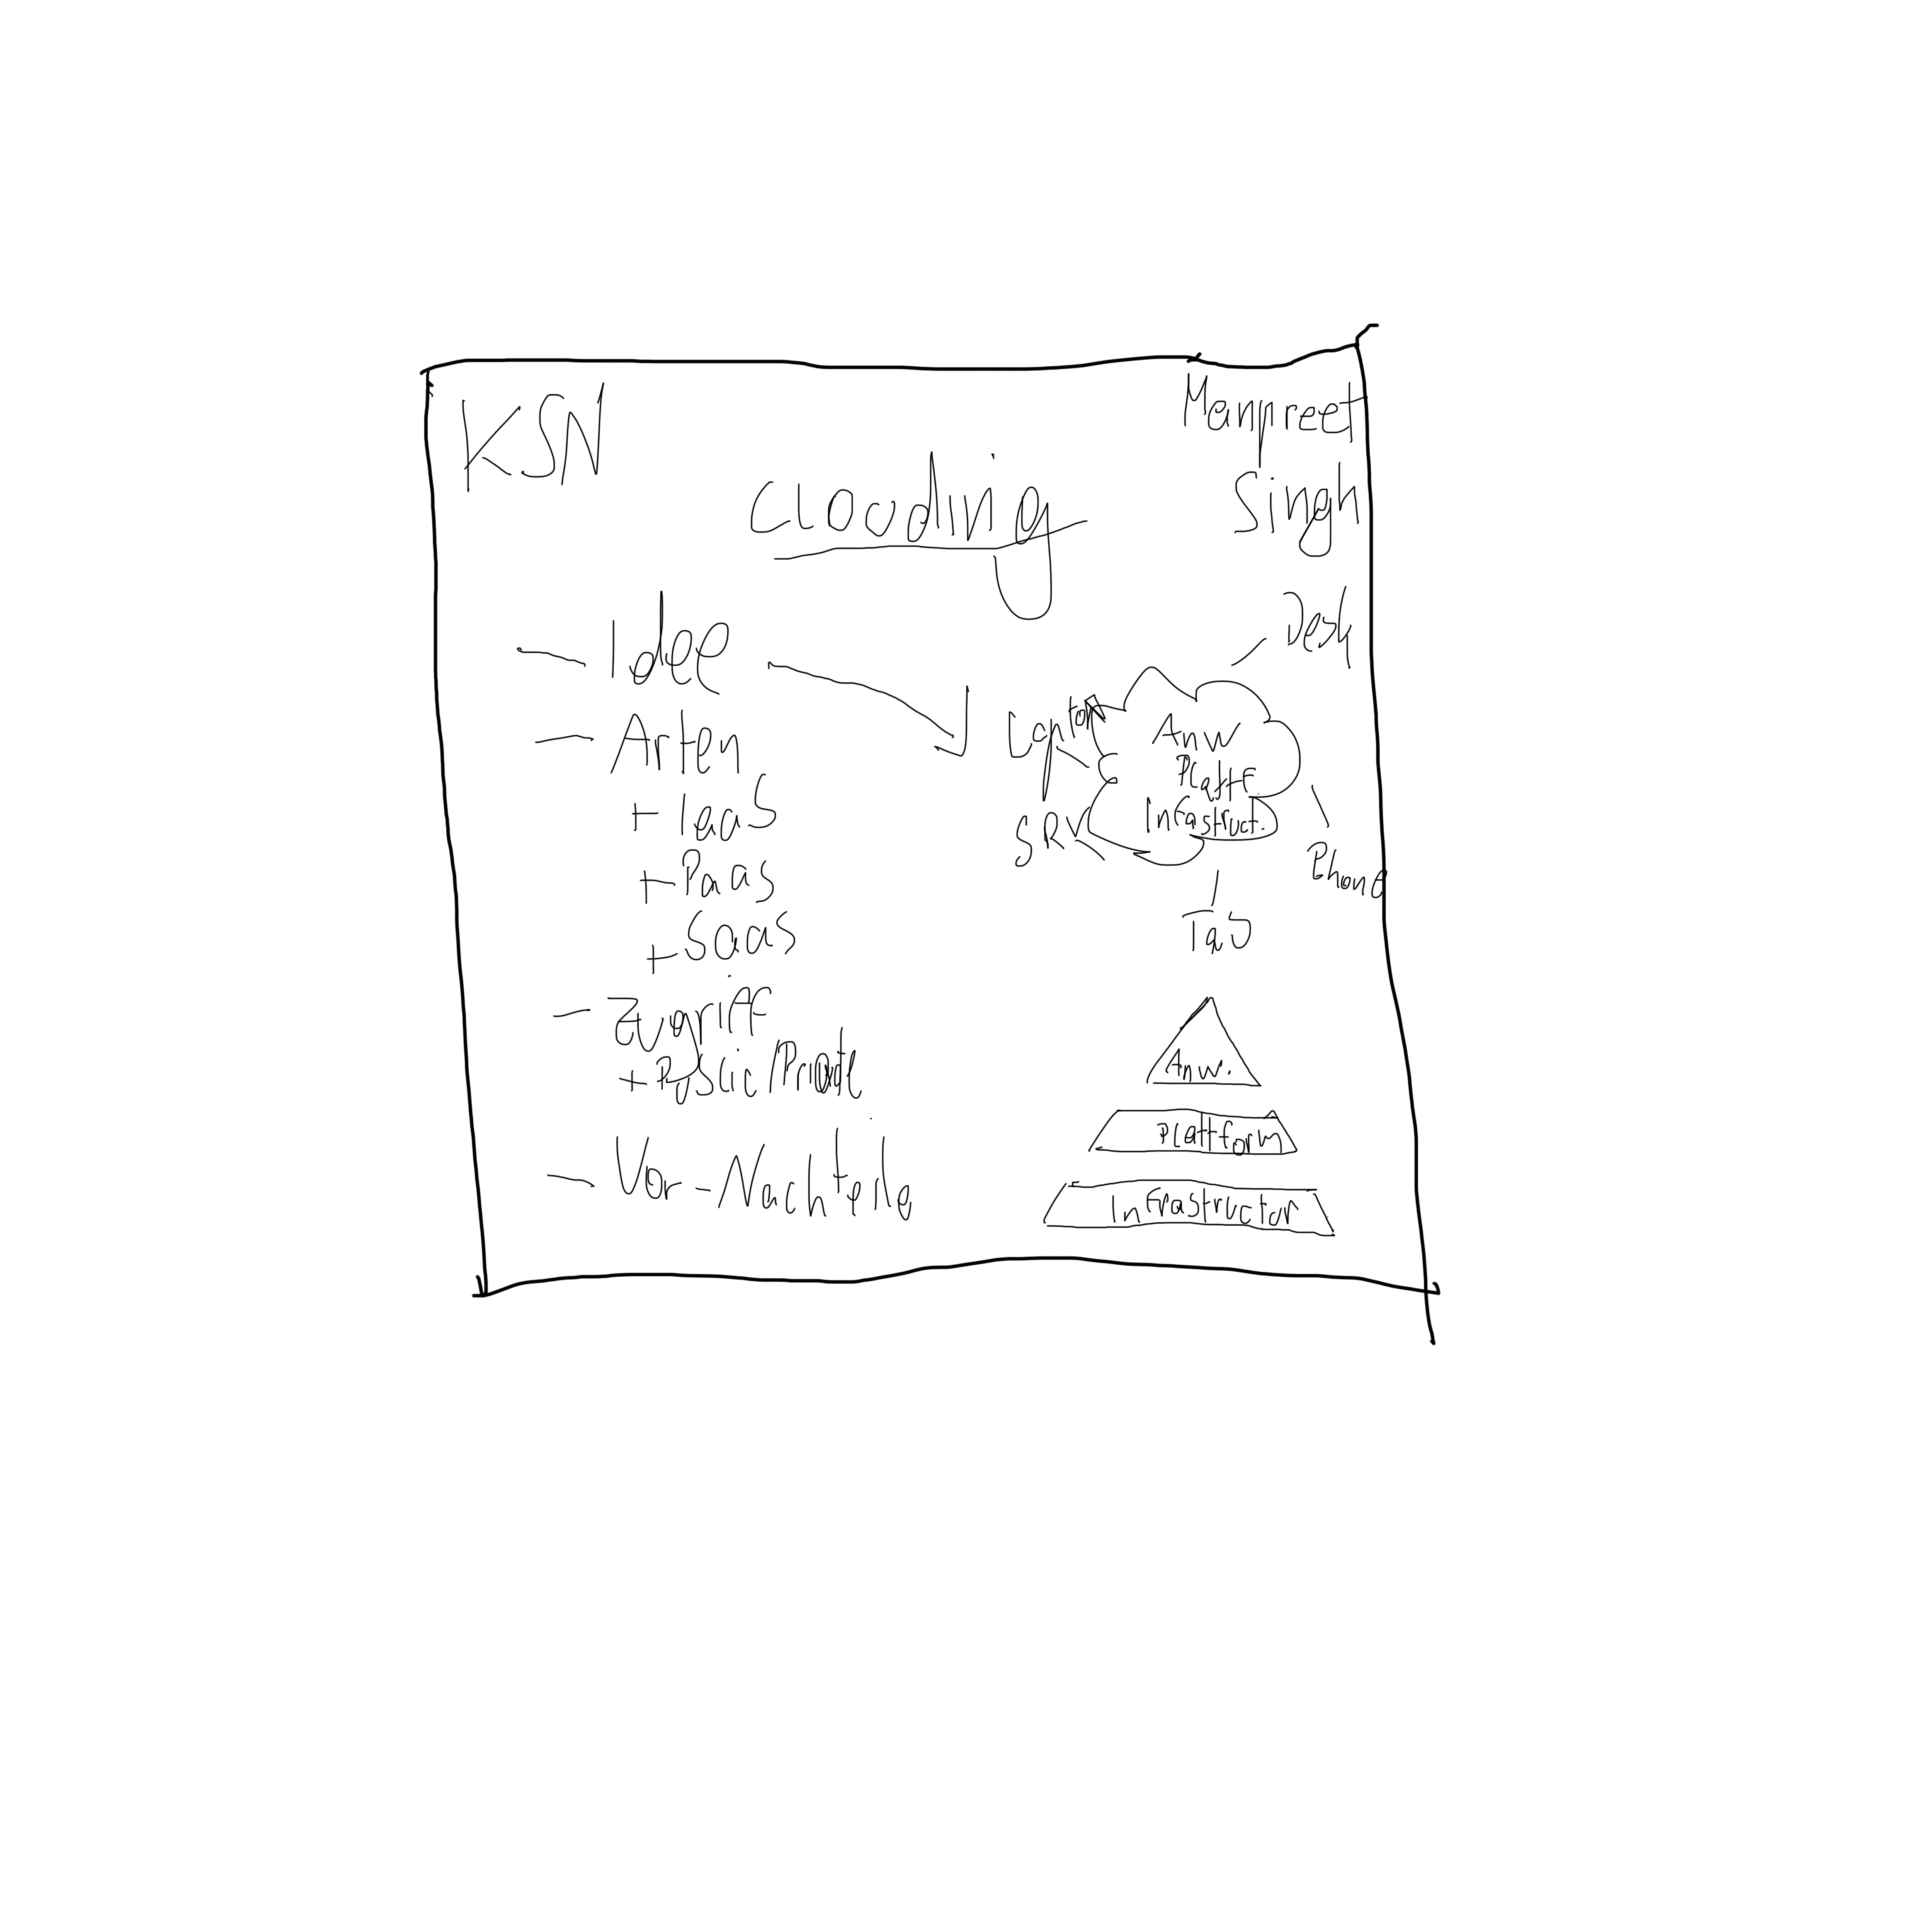 KSN
Manpreet
Singh
Clouding
- Idee
- Arten
+ IaaS
+ PaaS
+ SaaS
- Zugriff
+ Public/Private
- Vor-Nachteile
Desk
Laptop
Anw
Plattf.
Infrastruct.
SRV
Phone
Tab
Anw.
Plattform
Infrastructur